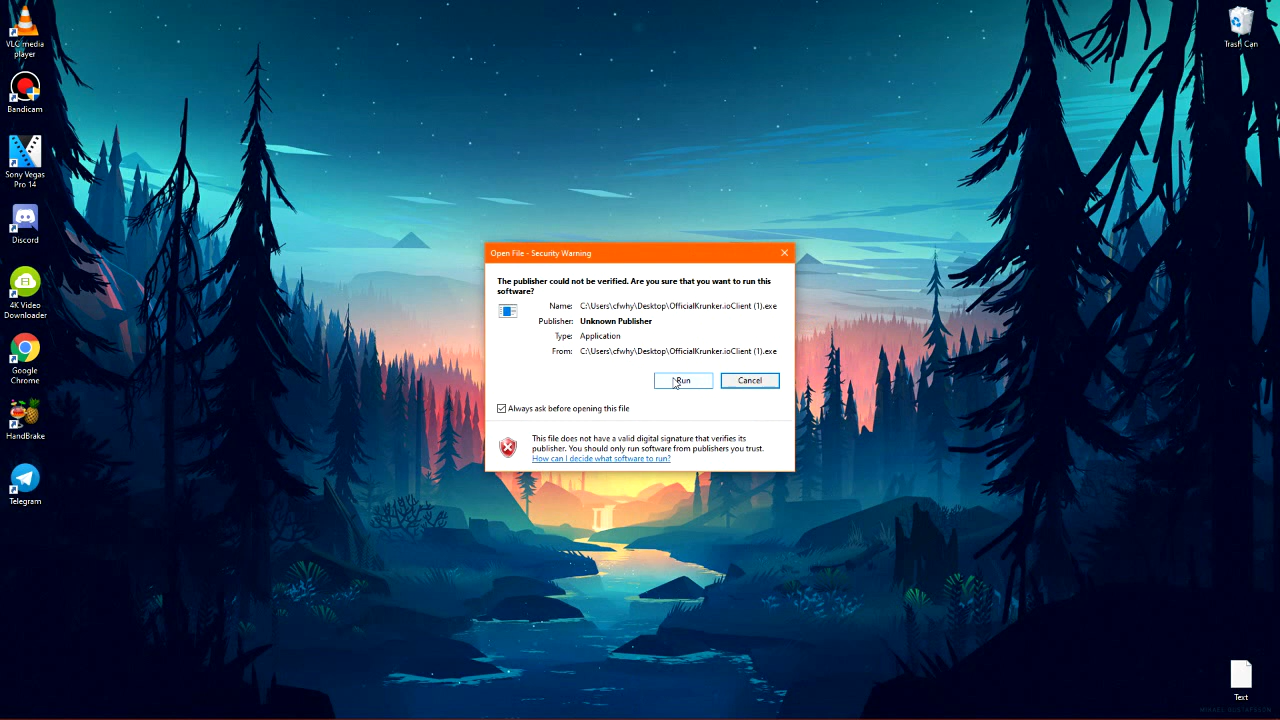 VLC media
player
Bandicam
Sony Vegas
Pro 14
Discord
4K Video
Downloader
Google
Chrome
HandBrake
Telegram
Trash Can
Open File - Security Warning
The publisher could not be verified. Are you sure that you want to run this
software?
Name: C:\Users\cfwhy\Desktop\OfficialKrunker.ioClient (1).exe
Publisher: Unknown Publisher
Type: Application
From: C:\Users\cfwhy\Desktop\OfficialKrunker.ioClient (1).exe
Run Cancel
Always ask before opening this file
This file does not have a valid digital signature that verifies its
publisher. You should only run software from publishers you trust.
How can I decide what software to run?
Text